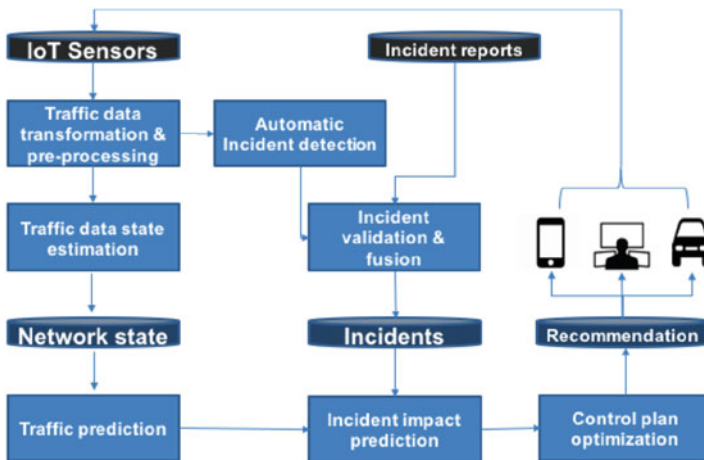 IoT Sensors
Incident reports
Traffic data
transformation &
pre-processing
Automatic
Incident detection
Traffic data state
estimation
Incident
validation &
fusion
Network state
Incidents
Recommendation
Traffic prediction
Incident impact
prediction
Control plan
optimization